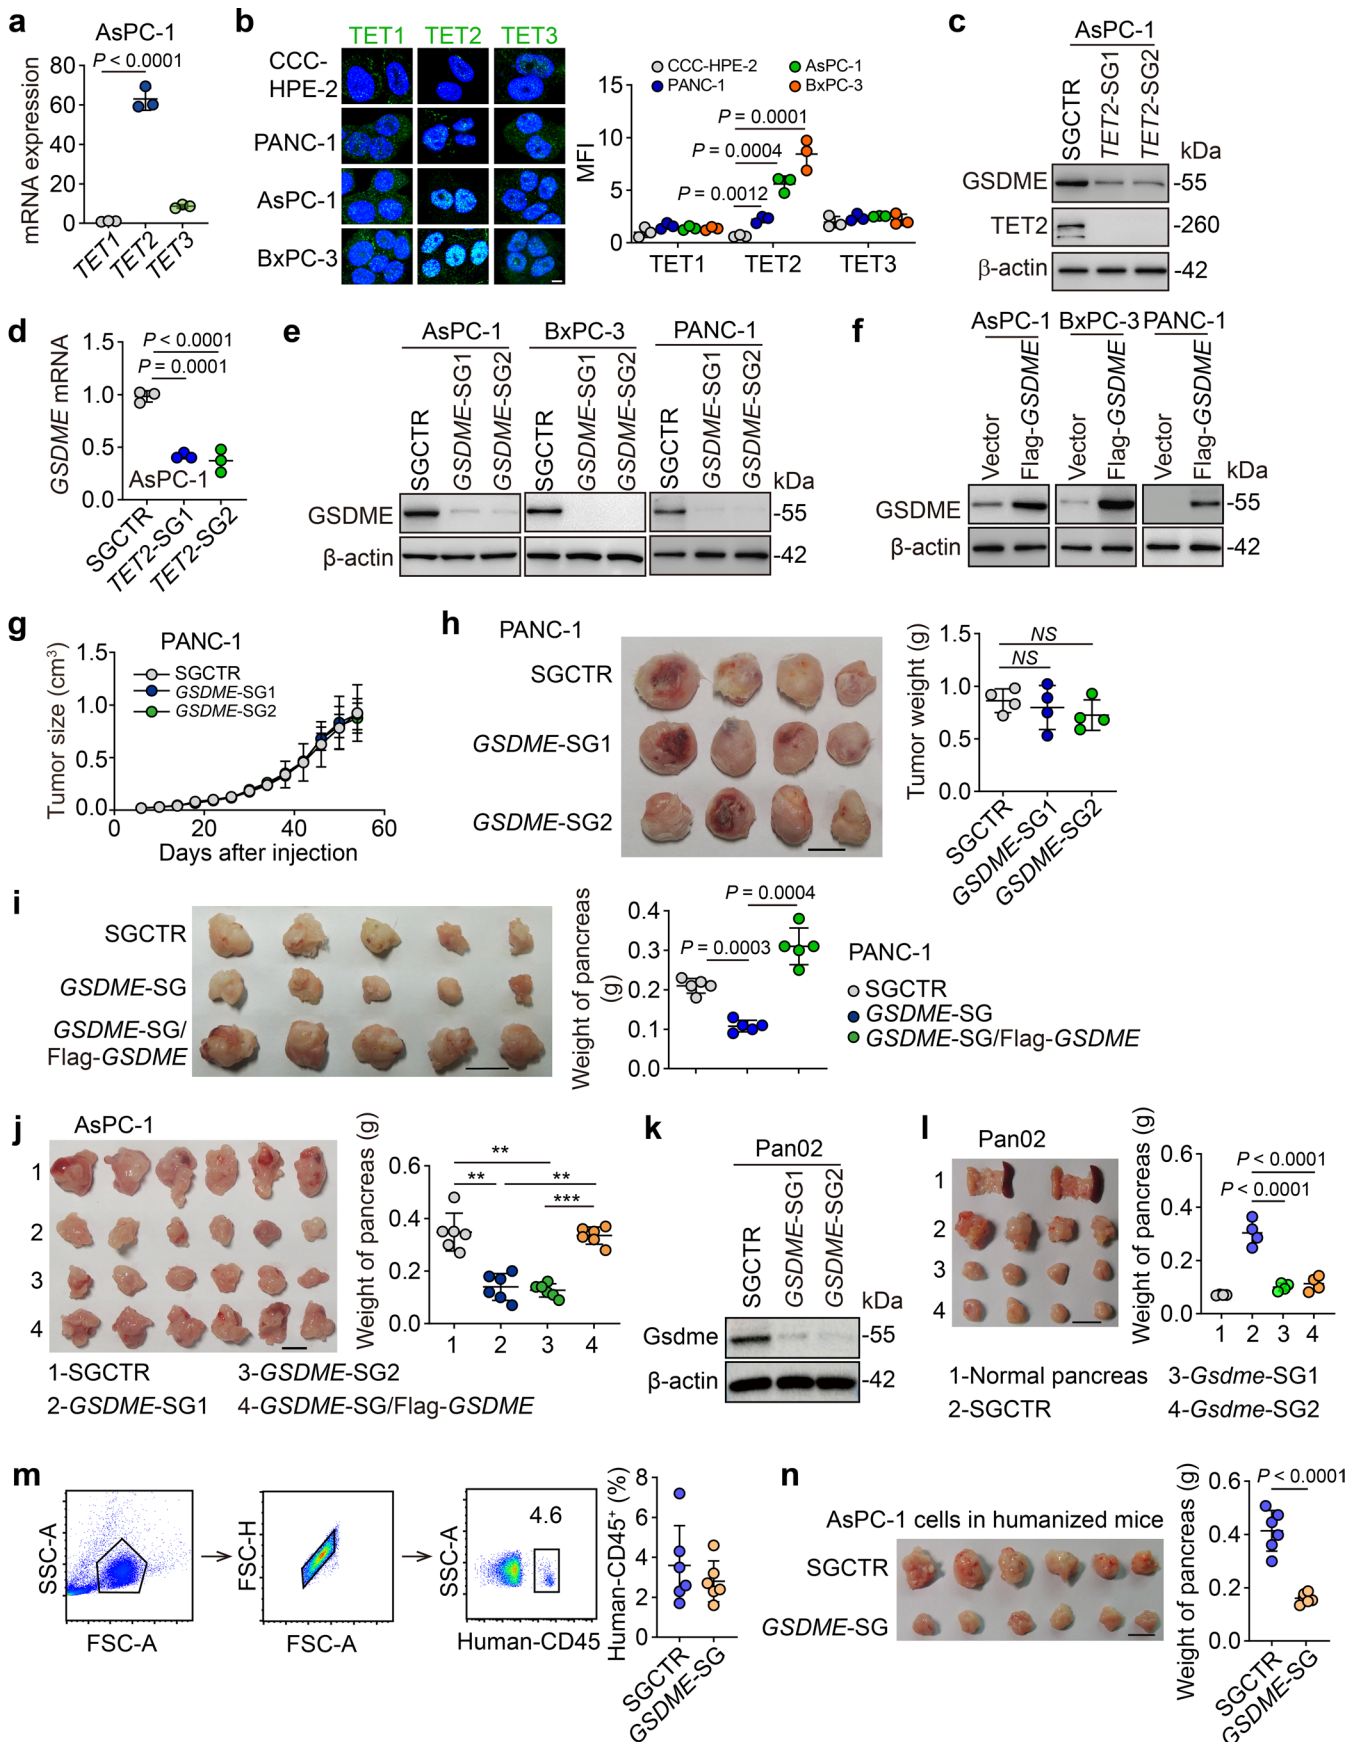 a
AsPC-1
P < 0.0001
mRNA expression
80
60
40
20
0
TET1
TET2
TET3
b
TET1 TET2 TET3
CCC-
HPE-2
PANC-1
AsPC-1
BxPC-3
CCC-HPE-2 AsPC-1
PANC-1 BxPC-3
MFI
15
10
5
0
P = 0.0001
P = 0.0004
P = 0.0012
TET1 TET2 TET3
c
AsPC-1
SGCTR
TET2-SG1
TET2-SG2
kDa
GSDME -55
TET2 -260
β-actin -42
d
GSDME mRNA
1.5
1.0
0.5
0.0
P < 0.0001
P = 0.0001
AsPC-1
SGCTR
TET2-SG1
TET2-SG2
e
AsPC-1 BxPC-3 PANC-1
SGCTR
GSDME-SG1
GSDME-SG2
SGCTR
GSDME-SG1
GSDME-SG2
SGCTR
GSDME-SG1
GSDME-SG2
kDa
GSDME -55
β-actin -42
f
AsPC-1 BxPC-3 PANC-1
Vector
Flag-GSDME
Vector
Flag-GSDME
Vector
Flag-GSDME
kDa
GSDME -55
β-actin -42
g
PANC-1
SGCTR
GSDME-SG1
GSDME-SG2
Tumor size (cm³)
1.5
1.0
0.5
0.0
0 20 40 60
Days after injection
h
PANC-1
SGCTR
GSDME-SG1
GSDME-SG2
Tumor weight (g)
1.5
1.0
0.5
0.0
NS
NS
SGCTR
GSDME-SG1
GSDME-SG2
i
SGCTR
GSDME-SG
GSDME-SG/
Flag-GSDME
Weight of pancreas
(g)
0.4
0.3
0.2
0.1
0.0
P = 0.0004
P = 0.0003
PANC-1
SGCTR
GSDME-SG
GSDME-SG/Flag-GSDME
j
AsPC-1
1
2
3
4
Weight of pancreas (g)
0.6
0.4
0.2
0.0
**
** **
***
1 2 3 4
1-SGCTR 3-GSDME-SG2
2-GSDME-SG1 4-GSDME-SG/Flag-GSDME
k
Pan02
SGCTR
GSDME-SG1
GSDME-SG2
kDa
Gsdme -55
β-actin -42
l
Pan02
1
2
3
4
Weight of pancreas (g)
0.6
0.4
0.2
0.0
P < 0.0001
P < 0.0001
1 2 3 4
1-Normal pancreas 3-Gsdme-SG1
2-SGCTR 4-Gsdme-SG2
m
SSC-A
FSC-A
FSC-H
FSC-A
SSC-A
4.6
Human-CD45
Human-CD45⁺ (%)
8
6
4
2
0
SGCTR
GSDME-SG
n
AsPC-1 cells in humanized mice
SGCTR
GSDME-SG
Weight of pancreas (g)
0.6
0.4
0.2
0.0
P < 0.0001
SGCTR
GSDME-SG